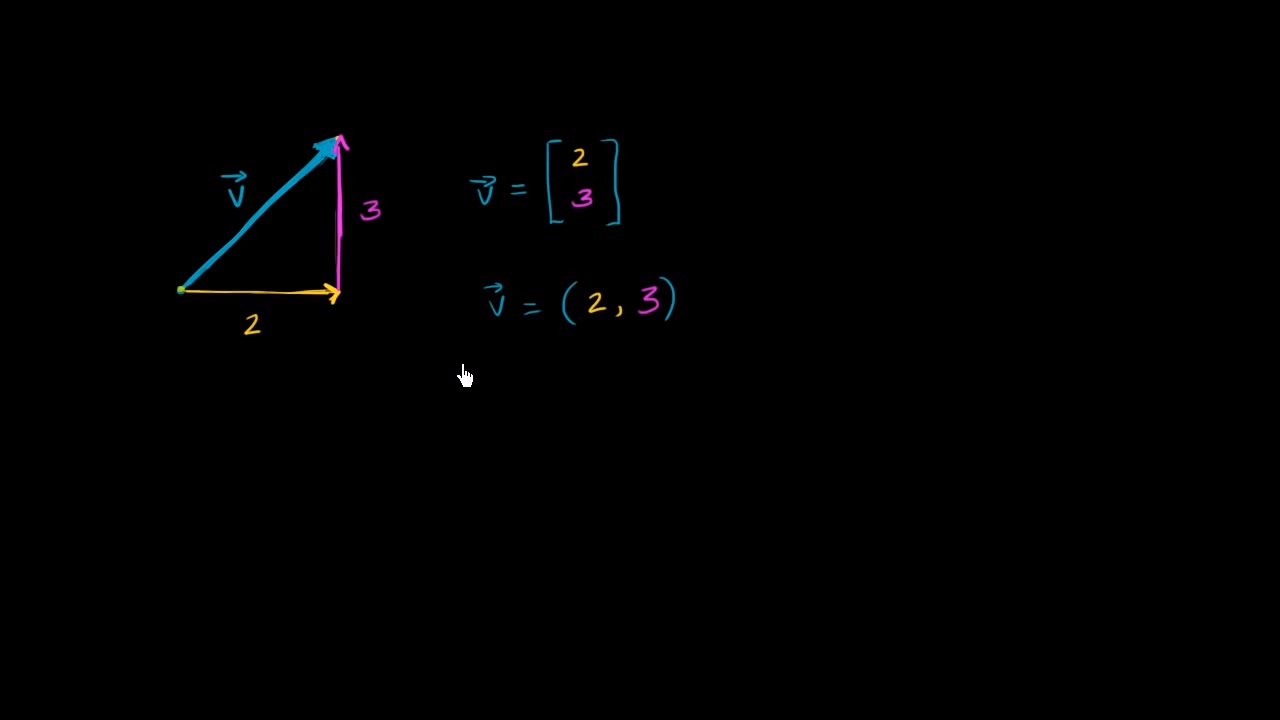 v⃗
3
2
v⃗ = [2
3]
v⃗ = (2, 3)